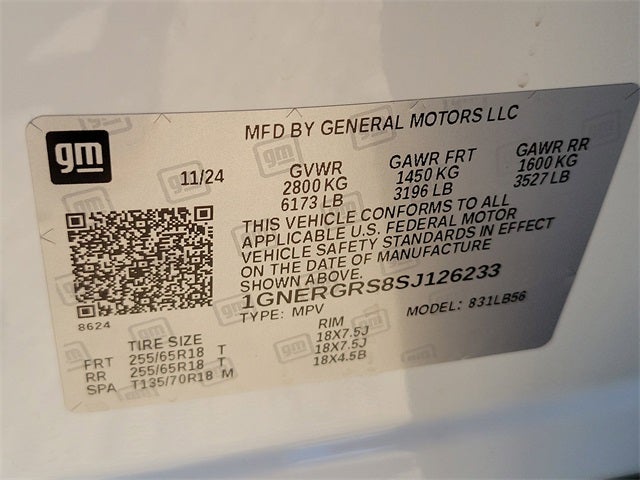 MFD BY GENERAL MOTORS LLC
gm
11/24
GVWR
2800 KG
6173 LB
GAWR FRT
1450 KG
3196 LB
GAWR RR
1600 KG
3527 LB
THIS VEHICLE CONFORMS TO ALL
APPLICABLE U.S. FEDERAL MOTOR
VEHICLE SAFETY STANDARDS IN EFFECT
ON THE DATE OF MANUFACTURE
SHOWN ABOVE.
1GNERGRS8SJ126233
TYPE: MPV
MODEL: 831LB56
8624
TIRE SIZE
RIM
FRT 255/65R18 T 18X7.5J
RR 255/65R18 T 18X7.5J
SPA T135/70R18 M 18X4.5B